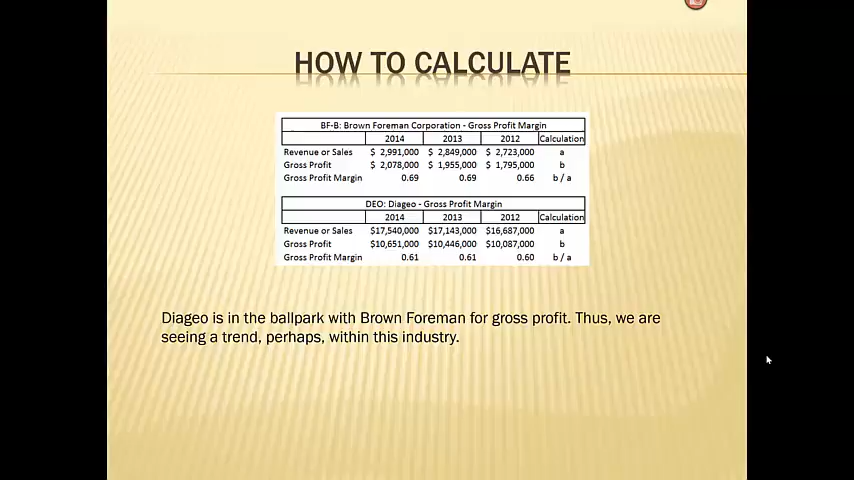 HOW TO CALCULATE
BF-B: Brown Foreman Corporation - Gross Profit Margin
2014 2013 2012 Calculation
Revenue or Sales $ 2,991,000 $ 2,849,000 $ 2,723,000 a
Gross Profit $ 2,078,000 $ 1,955,000 $ 1,795,000 b
Gross Profit Margin 0.69 0.69 0.66 b / a
DEO: Diageo - Gross Profit Margin
2014 2013 2012 Calculation
Revenue or Sales $17,540,000 $17,143,000 $16,687,000 a
Gross Profit $10,651,000 $10,446,000 $10,087,000 b
Gross Profit Margin 0.61 0.61 0.60 b / a
Diageo is in the ballpark with Brown Foreman for gross profit. Thus, we are
seeing a trend, perhaps, within this industry.